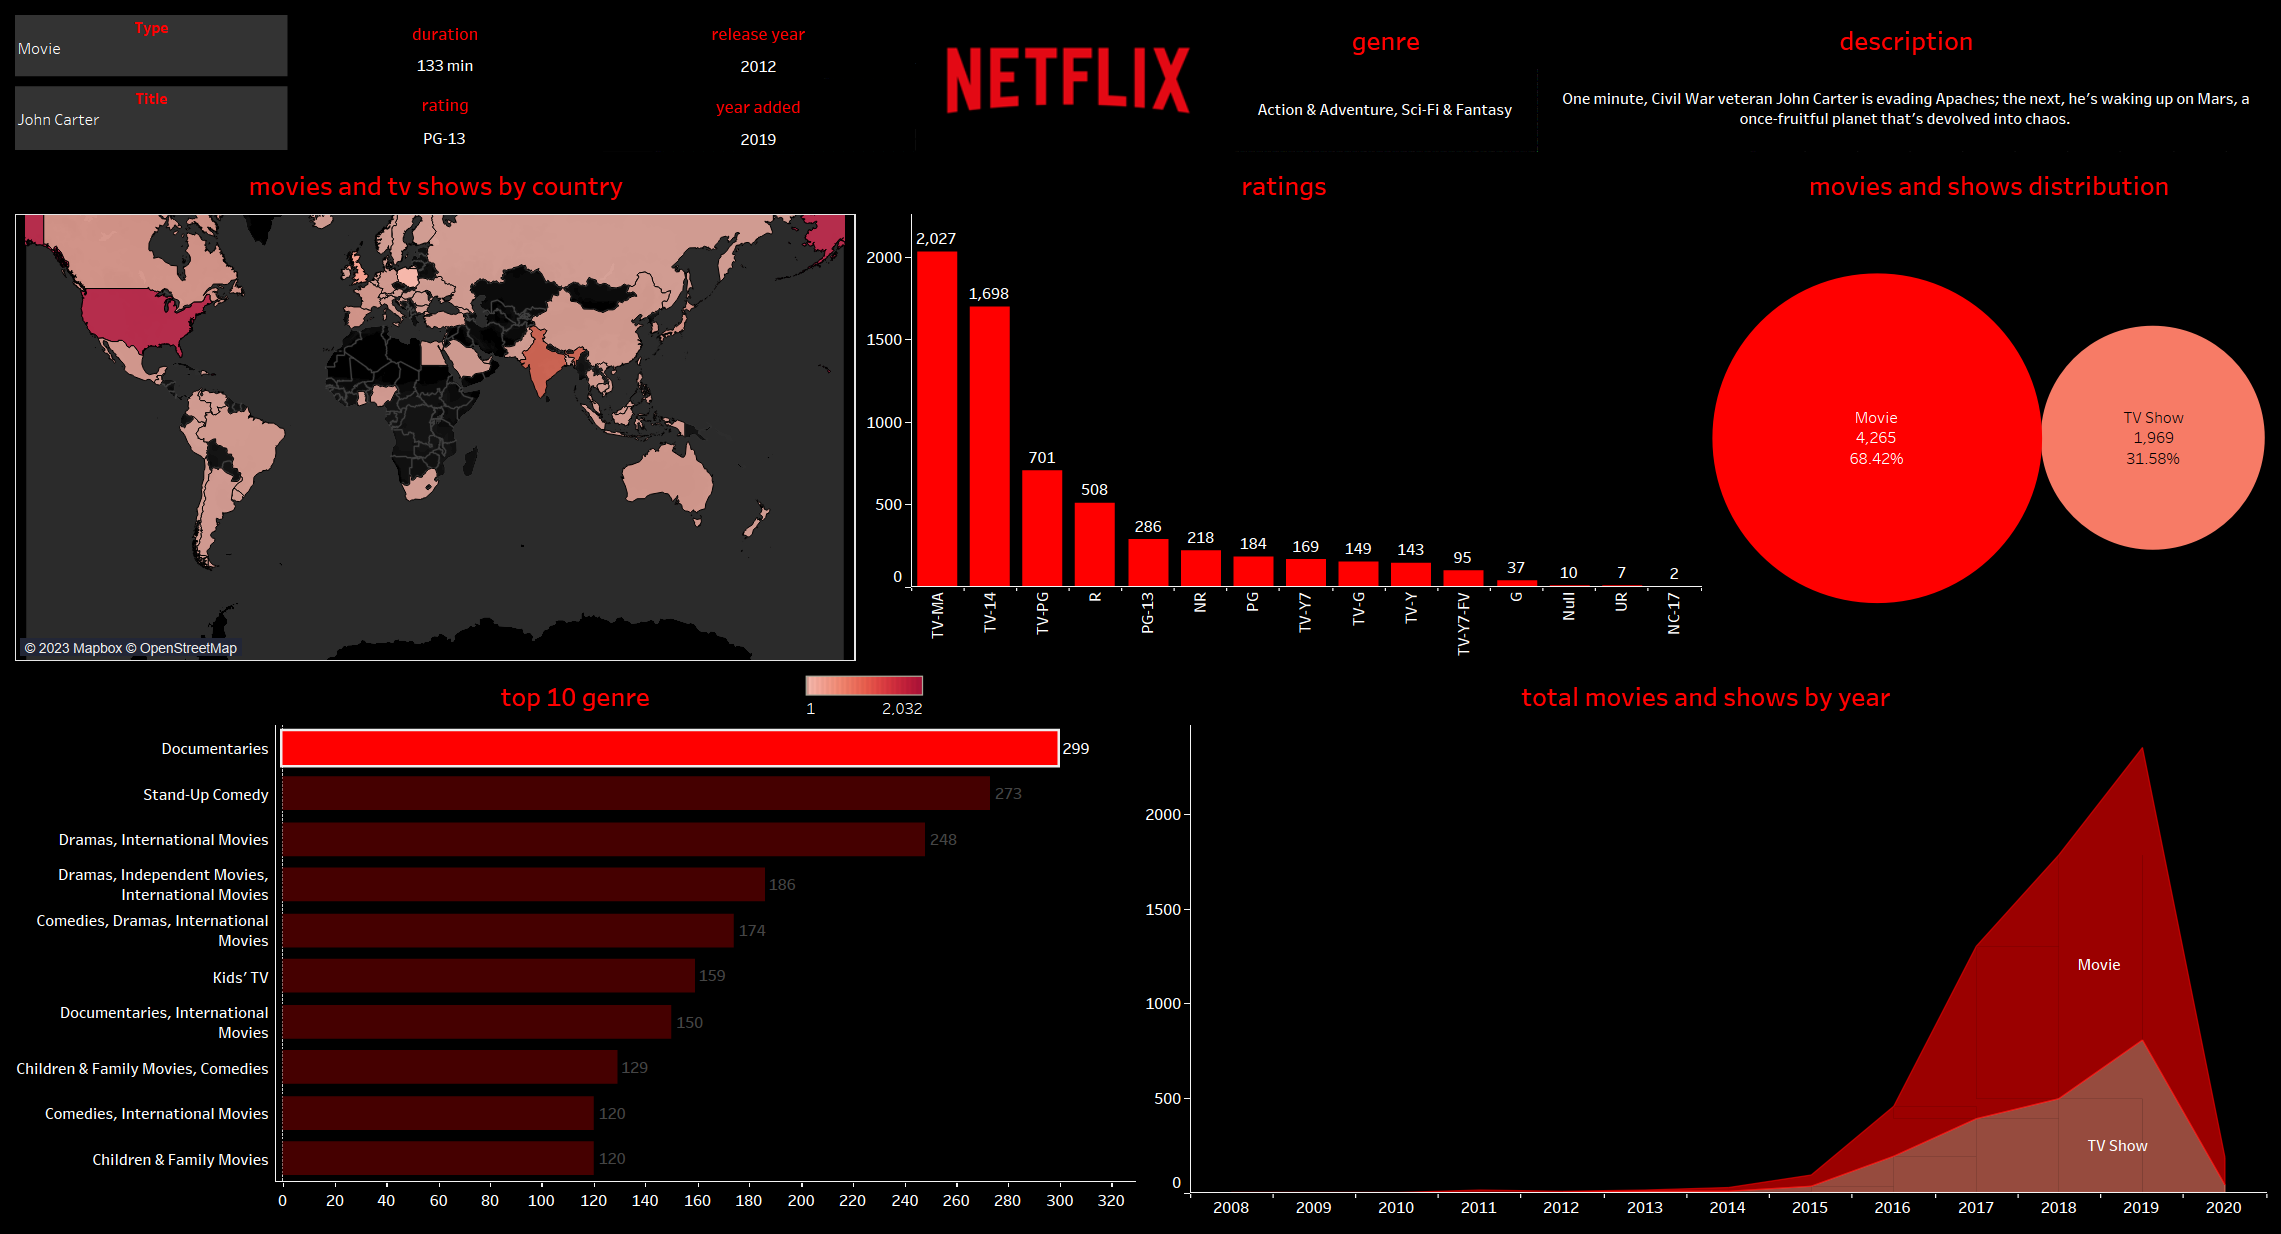 Type
Movie
Title
John Carter
duration
133 min
rating
PG-13
release year
2012
year added
2019
NETFLIX
genre
Action & Adventure, Sci-Fi & Fantasy
description
One minute, Civil War veteran John Carter is evading Apaches; the next, he’s waking up on Mars, a
once-fruitful planet that’s devolved into chaos.
movies and tv shows by country
© 2023 Mapbox © OpenStreetMap
1 2,032
ratings
2000
1500
1000
500
0
2,027
1,698
701
508
286
218
184
169
149
143
95
37
10
7
2
TV-MA
TV-14
TV-PG
R
PG-13
NR
PG
TV-Y7
TV-G
TV-Y
TV-Y7-FV
G
Null
UR
NC-17
movies and shows distribution
Movie
4,265
68.42%
TV Show
1,969
31.58%
top 10 genre
Documentaries
299
Stand-Up Comedy
273
Dramas, International Movies
248
Dramas, Independent Movies,
International Movies
186
Comedies, Dramas, International
Movies
174
Kids’ TV
159
Documentaries, International
Movies
150
Children & Family Movies, Comedies
129
Comedies, International Movies
120
Children & Family Movies
120
0 20 40 60 80 100 120 140 160 180 200 220 240 260 280 300 320
total movies and shows by year
2000
1500
1000
500
0
Movie
TV Show
2008 2009 2010 2011 2012 2013 2014 2015 2016 2017 2018 2019 2020